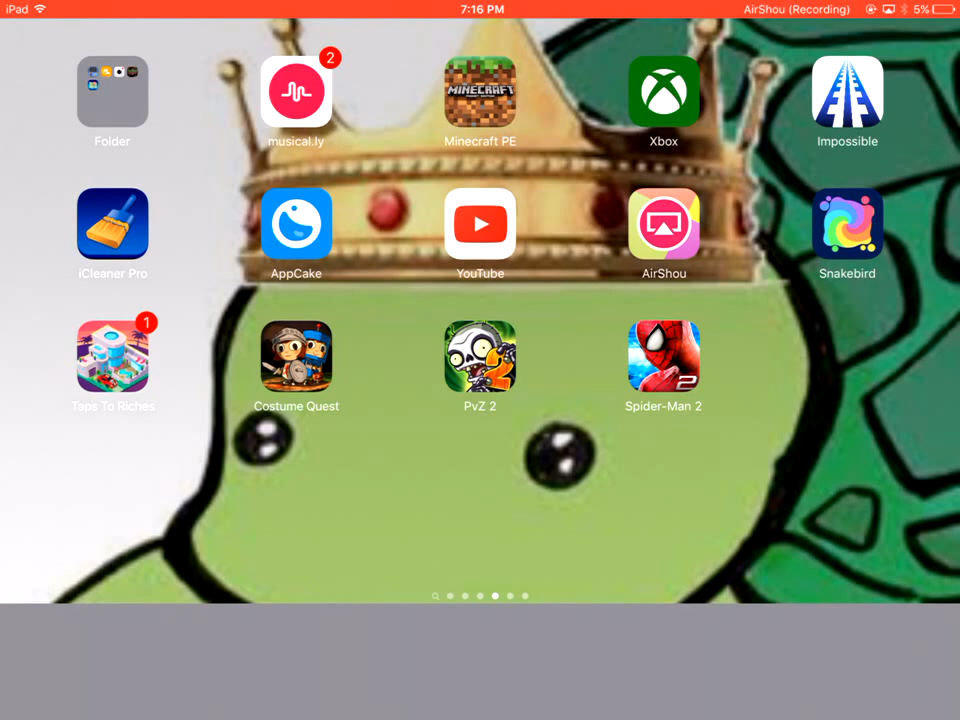 iPad 7:16 PM AirShou (Recording) 5%
2
MINECRAFT
Folder musical.ly Minecraft PE Xbox Impossible
iCleaner Pro AppCake YouTube AirShou Snakebird
1
2
2
Taps To Riches Costume Quest PvZ 2 Spider-Man 2